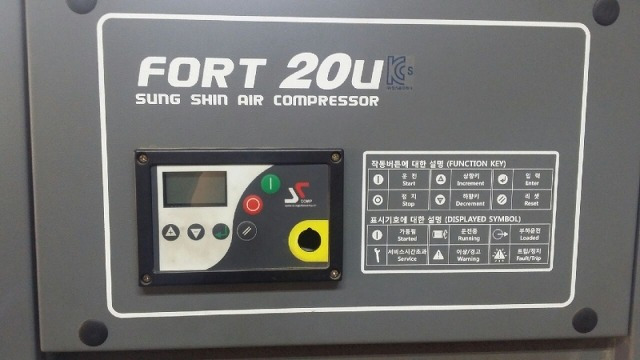 FORT 20U
KCs
SUNG SHIN AIR COMPRESSOR
COMP
작동버튼에 대한 설명 (FUNCTION KEY)
운 전 상향키 입 력
Start Increment Enter
정 지 하향키 리 셋
Stop Decrement Reset
표시기호에 대한 설명 (DISPLAYED SYMBOL)
가동됨 운전중 부하운전
Started Running Loaded
서비스시간초과 이상/경고 트립/정지
Service Warning Fault/Trip